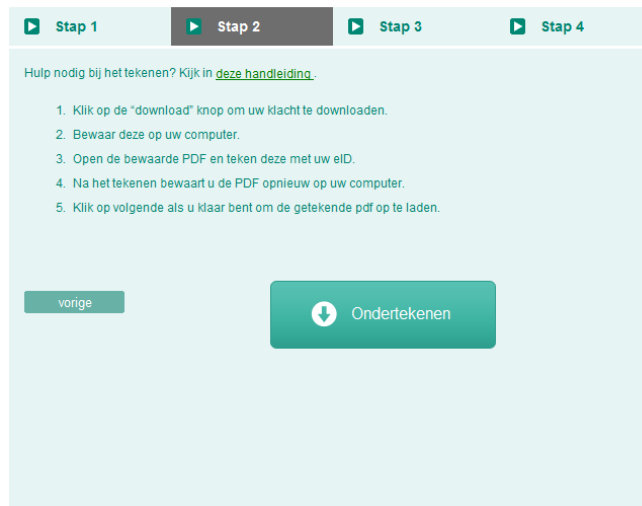 Stap 1 Stap 2 Stap 3 Stap 4
Hulp nodig bij het tekenen? Kijk in deze handleiding .
1. Klik op de “download” knop om uw klacht te downloaden.
2. Bewaar deze op uw computer.
3. Open de bewaarde PDF en teken deze met uw eID.
4. Na het tekenen bewaart u de PDF opnieuw op uw computer.
5. Klik op volgende als u klaar bent om de getekende pdf op te laden.
vorige
Ondertekenen